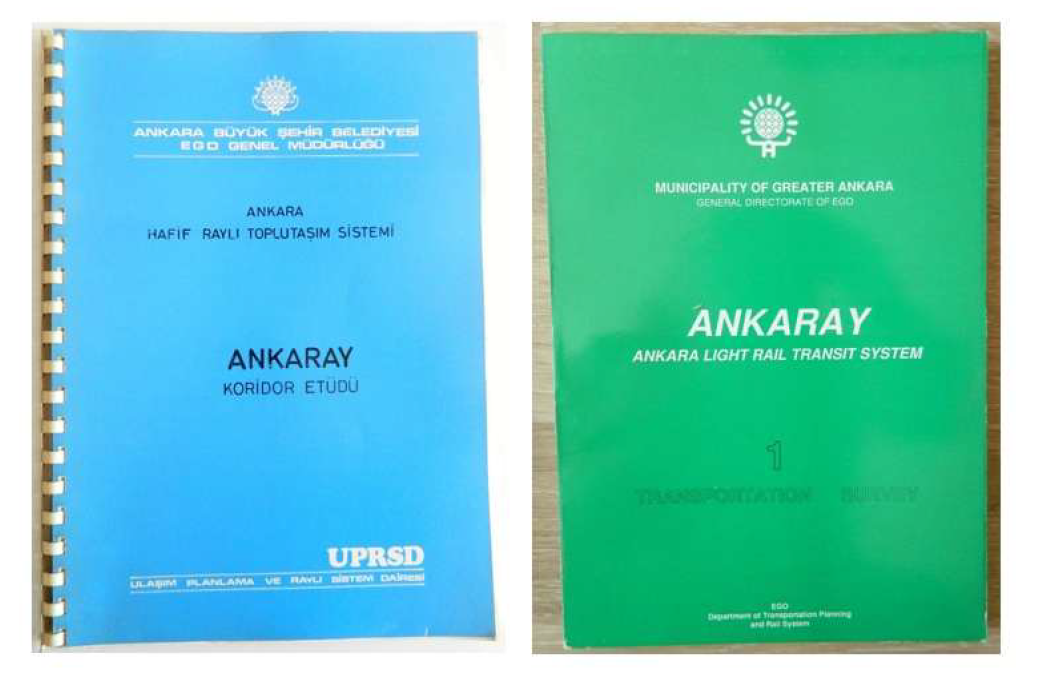 ANKARA BÜYÜK ŞEHİR BELEDİYESİ
EGO GENEL MÜDÜRLÜĞÜ
ANKARA
HAFİF RAYLI TOPLUTAŞIM SİSTEMİ
ANKARAY
KORİDOR ETÜDÜ
UPRSD
ULAŞIM PLANLAMA VE RAYLI SİSTEM DAİRESİ
MUNICIPALITY OF GREATER ANKARA
GENERAL DIRECTORATE OF EGO
ANKARAY
ANKARA LIGHT RAIL TRANSIT SYSTEM
1
TRANSPORTATION SURVEY
EGO
Department of Transportation Planning
and Rail System